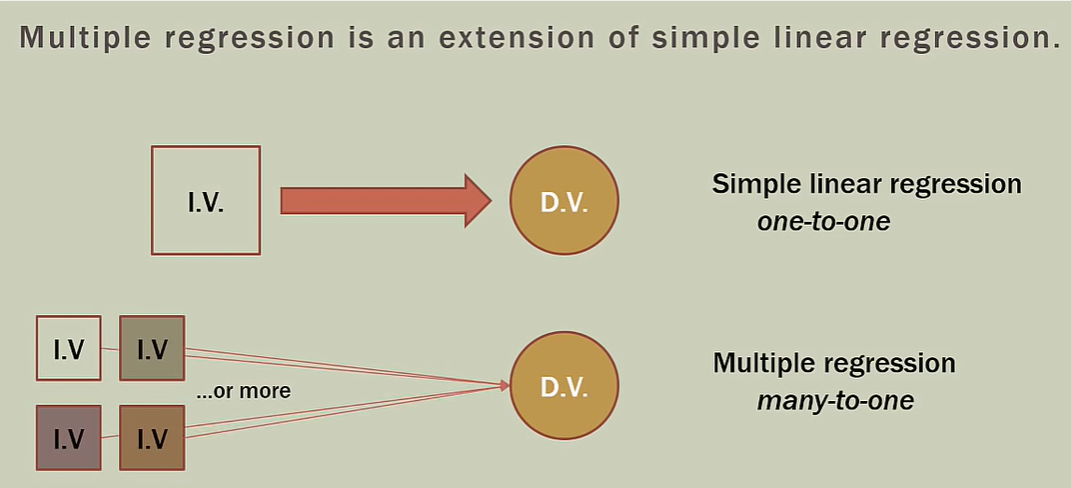 Multiple regression is an extension of simple linear regression.
I.V.
D.V.
Simple linear regression
one-to-one
I.V
I.V
...or more
I.V
I.V
D.V.
Multiple regression
many-to-one